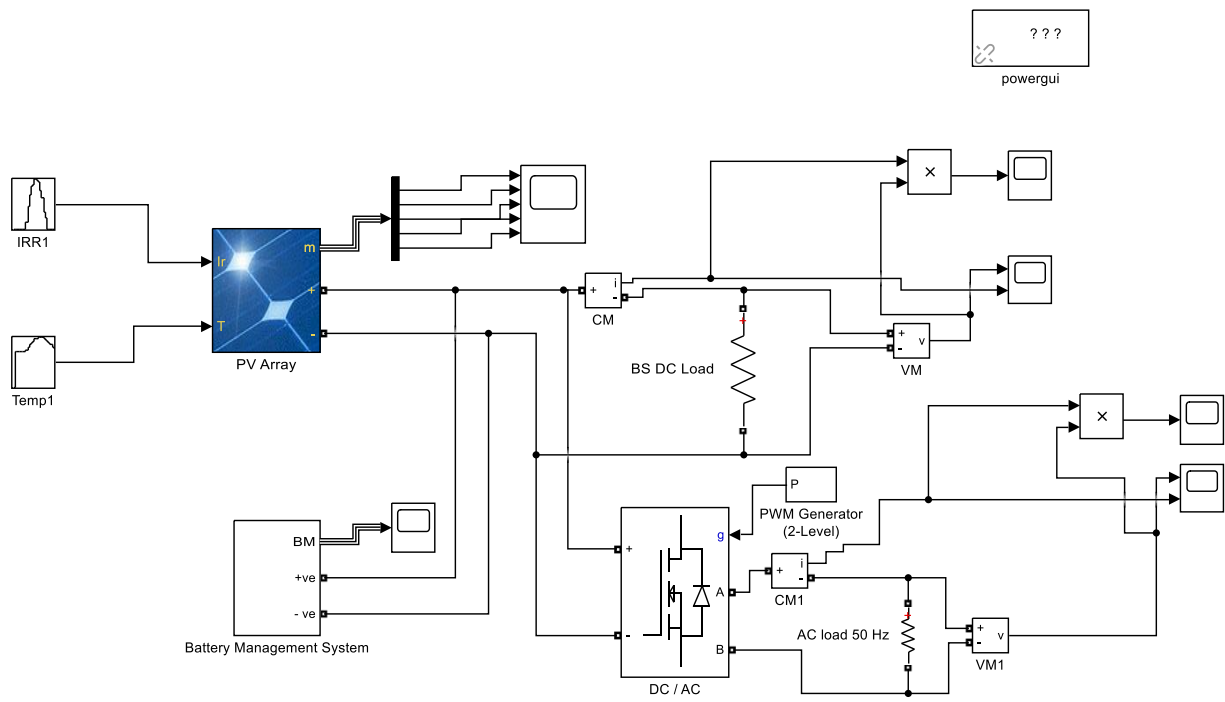 ? ? ?
powergui
IRR1
Ir
m
T
+
-
PV Array
Temp1
+
i
-
CM
×
+
-
v
VM
+
BS DC Load
×
BM
+ve
- ve
Battery Management System
P
PWM Generator
(2-Level)
g
+
-
A
B
DC / AC
+
i
-
CM1
+
AC load 50 Hz
+
-
v
VM1